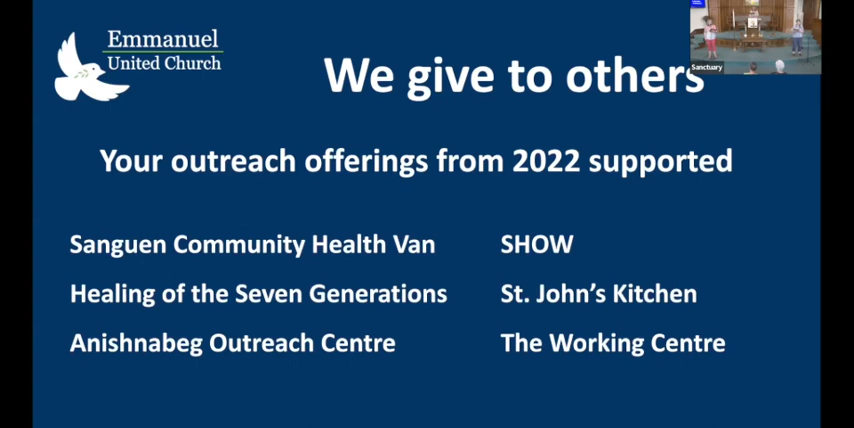 Emmanuel
United Church
We give to others
Sanctuary
Your outreach offerings from 2022 supported
Sanguen Community Health Van
SHOW
Healing of the Seven Generations
St. John's Kitchen
Anishnabeg Outreach Centre
The Working Centre